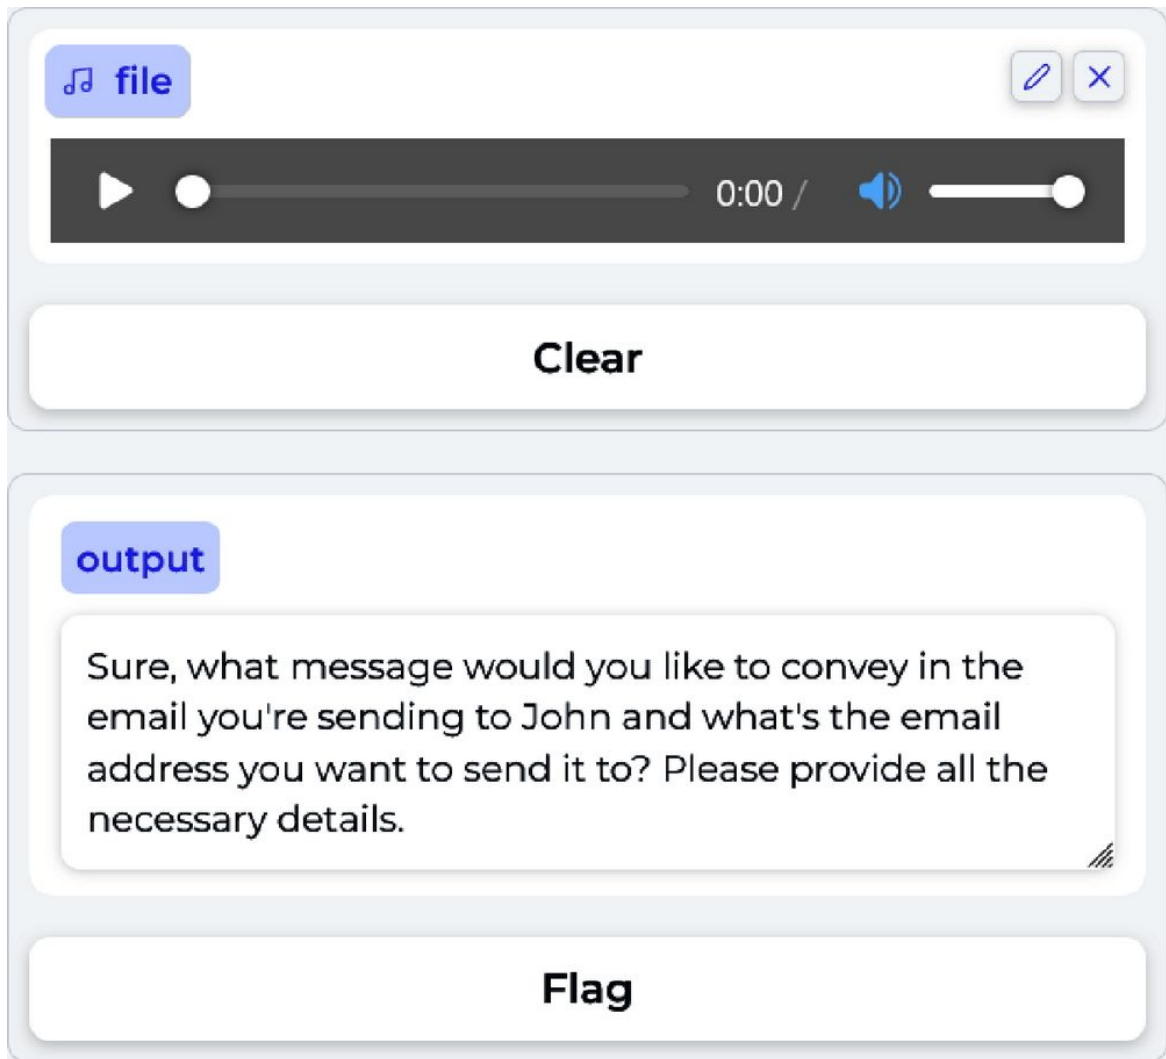 file
0:00 /
Clear
output
Sure, what message would you like to convey in the
email you're sending to John and what's the email
address you want to send it to? Please provide all the
necessary details.
Flag